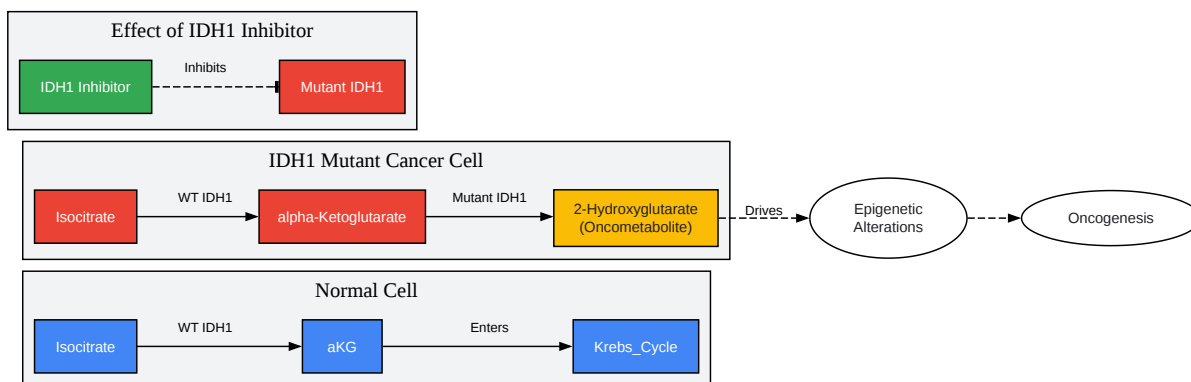 Effect of IDH1 Inhibitor
Inhibits
IDH1 Inhibitor
Mutant IDH1
IDH1 Mutant Cancer Cell
WT IDH1
Mutant IDH1
Isocitrate
alpha-Ketoglutarate
2-Hydroxyglutarate
(Oncometabolite)
Drives
Epigenetic
Alterations
Oncogenesis
Normal Cell
WT IDH1
Enters
Isocitrate
aKG
Krebs_Cycle